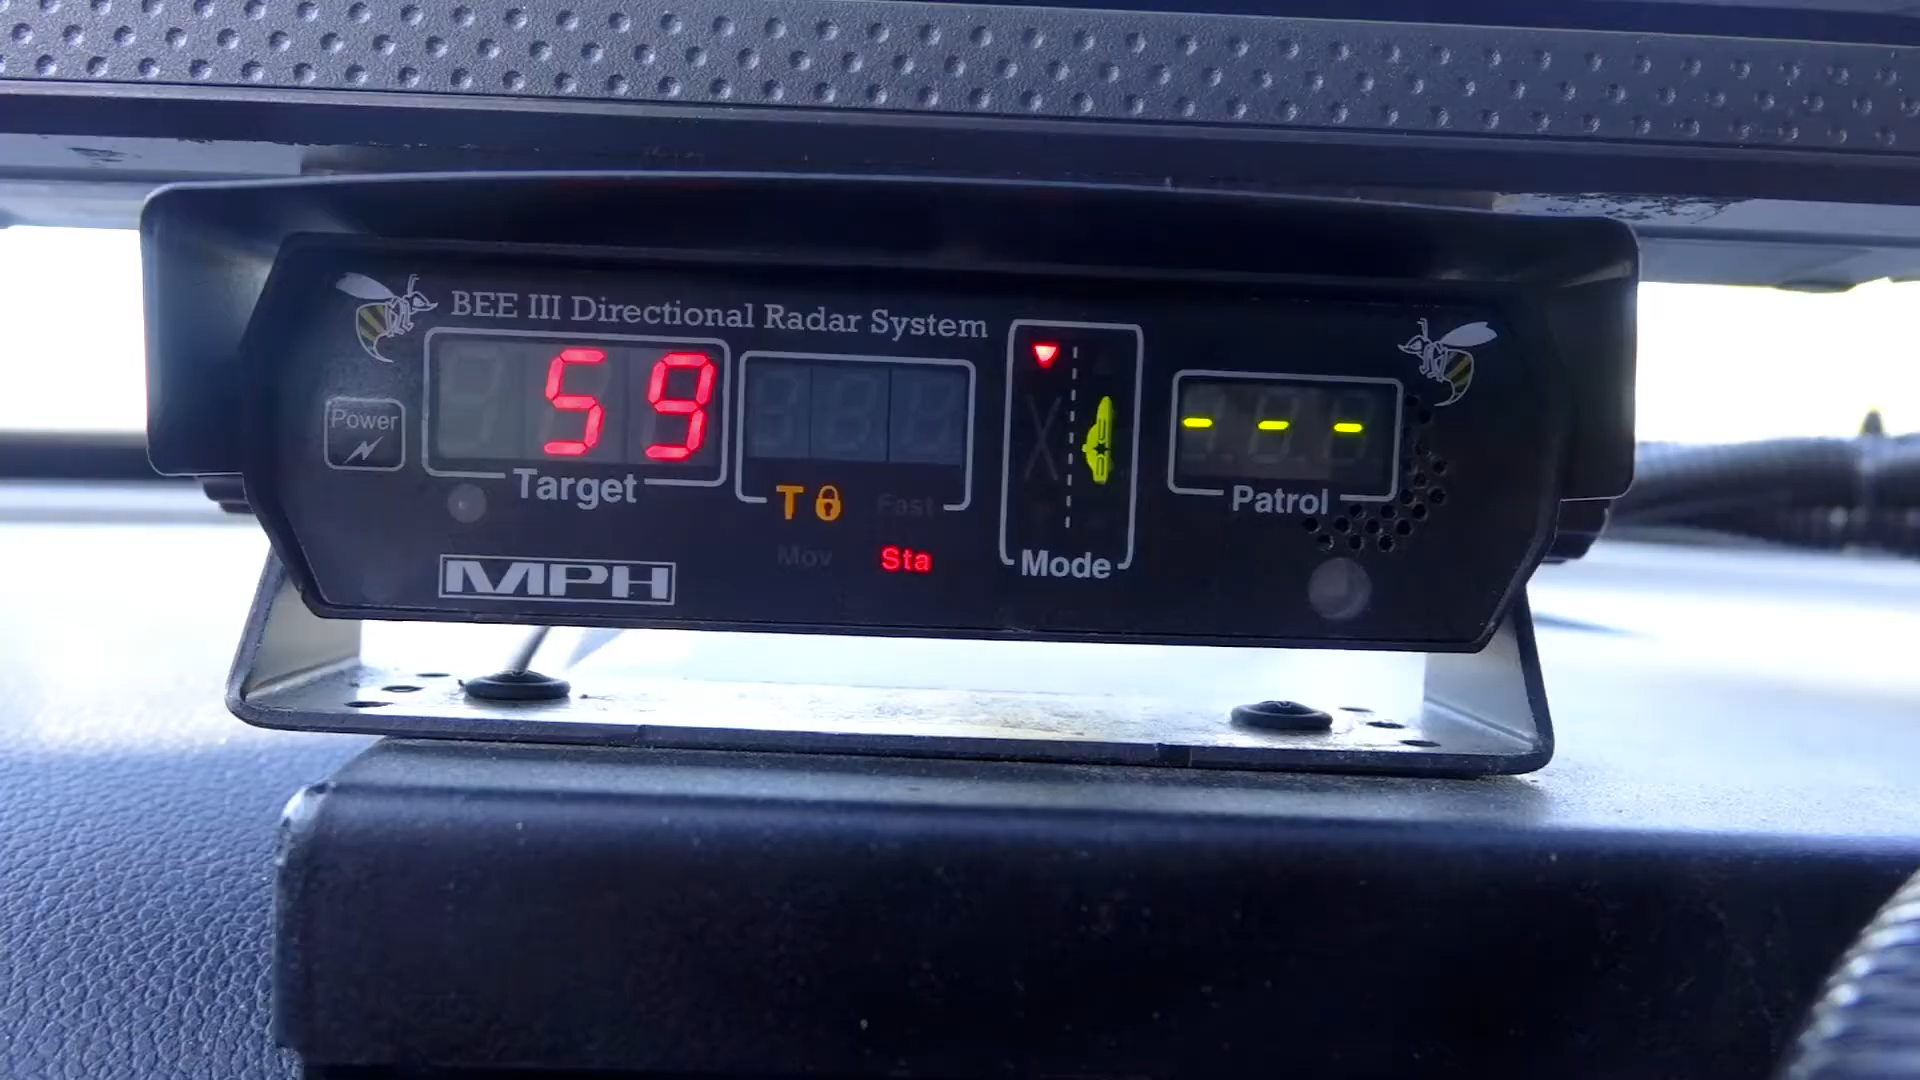 BEE III Directional Radar System
Power
59
- - -
Target
T
Fast
Patrol
Mov
Sta
Mode
MPH